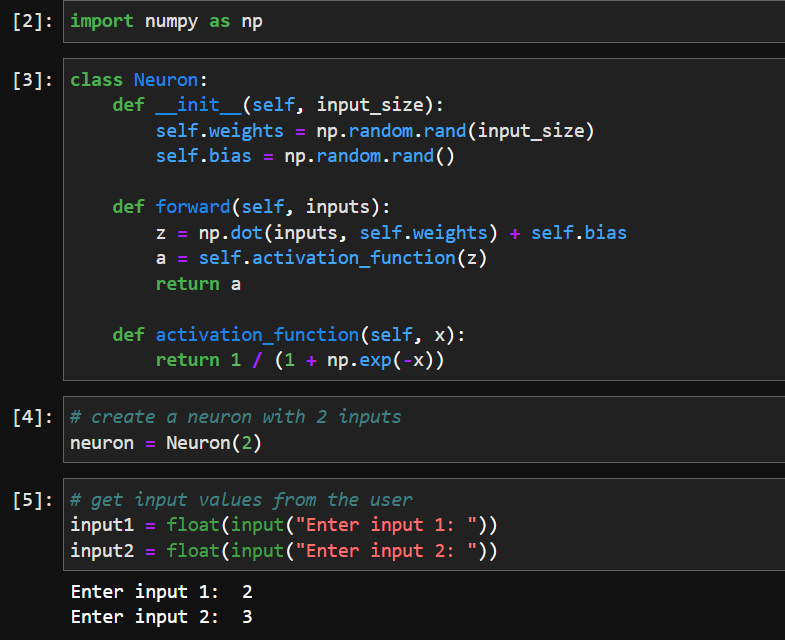 [2]: import numpy as np
[3]: class Neuron:
    def __init__(self, input_size):
        self.weights = np.random.rand(input_size)
        self.bias = np.random.rand()

    def forward(self, inputs):
        z = np.dot(inputs, self.weights) + self.bias
        a = self.activation_function(z)
        return a

    def activation_function(self, x):
        return 1 / (1 + np.exp(-x))
[4]: # create a neuron with 2 inputs
neuron = Neuron(2)
[5]: # get input values from the user
input1 = float(input("Enter input 1: "))
input2 = float(input("Enter input 2: "))
Enter input 1:  2
Enter input 2:  3